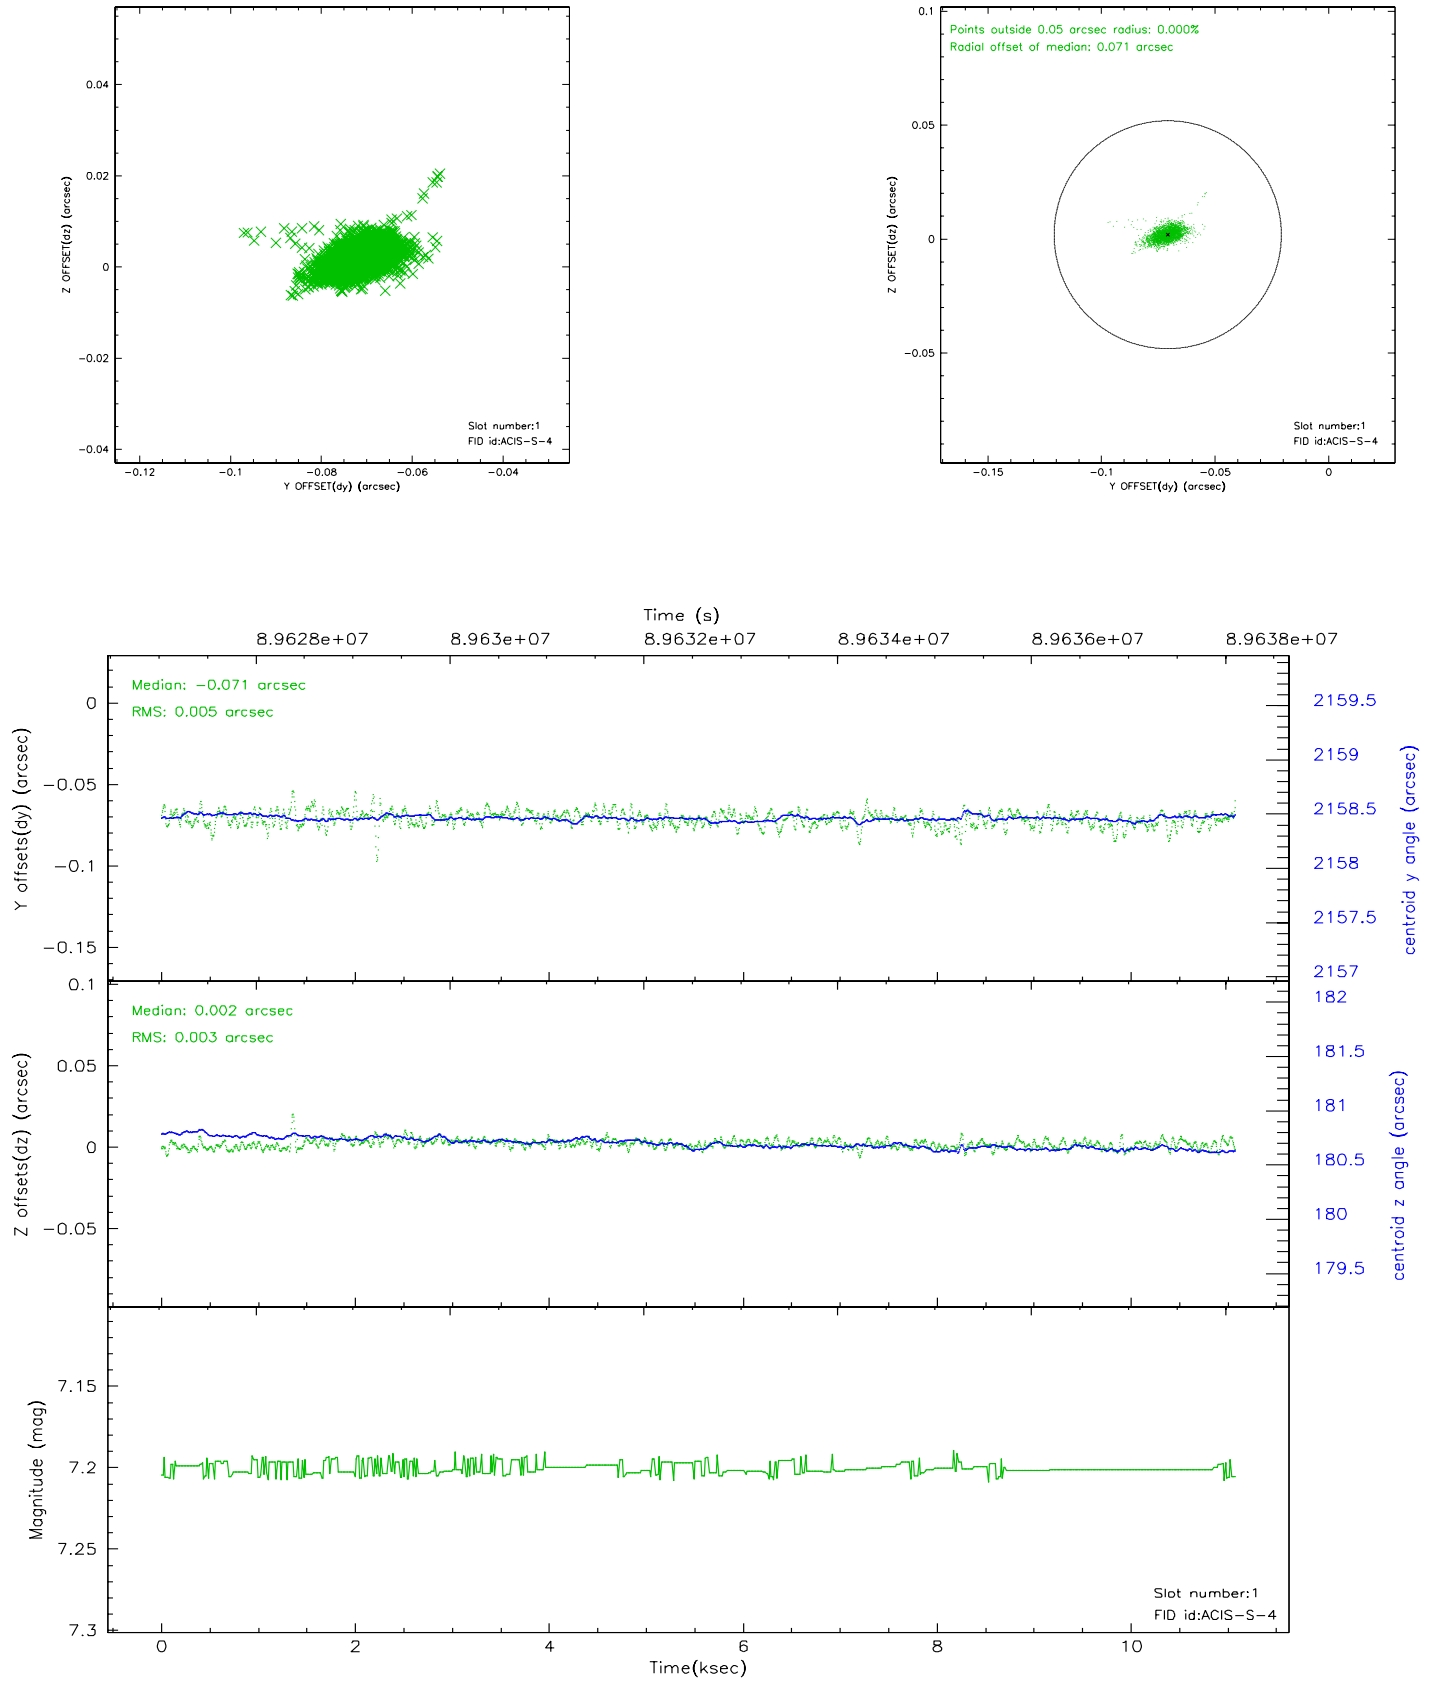 0.04
0.02
0
−0.02
−0.04
Z OFFSET(dz) (arcsec)
Slot number:1
FID id:ACIS−S−4
−0.12
−0.1
−0.08
−0.06
−0.04
Y OFFSET(dy) (arcsec)
Points outside 0.05 arcsec radius: 0.000%
Radial offset of median: 0.071 arcsec
0.1
0.05
0
−0.05
Z OFFSET(dz) (arcsec)
Slot number:1
FID id:ACIS−S−4
−0.15
−0.1
−0.05
0
Y OFFSET(dy) (arcsec)
Time (s)
8.9628e+07
8.963e+07
8.9632e+07
8.9634e+07
8.9636e+07
8.9638e+07
Median: −0.071 arcsec
RMS: 0.005 arcsec
0
−0.05
−0.1
−0.15
Y offsets(dy) (arcsec)
2159.5
2159
2158.5
2158
2157.5
2157
centroid y angle (arcsec)
Median: 0.002 arcsec
RMS: 0.003 arcsec
0.1
0.05
0
−0.05
Z offsets(dz) (arcsec)
182
181.5
181
180.5
180
179.5
centroid z angle (arcsec)
7.15
7.2
7.25
7.3
Magnitude (mag)
Slot number:1
FID id:ACIS−S−4
0
2
4
6
8
10
Time(ksec)